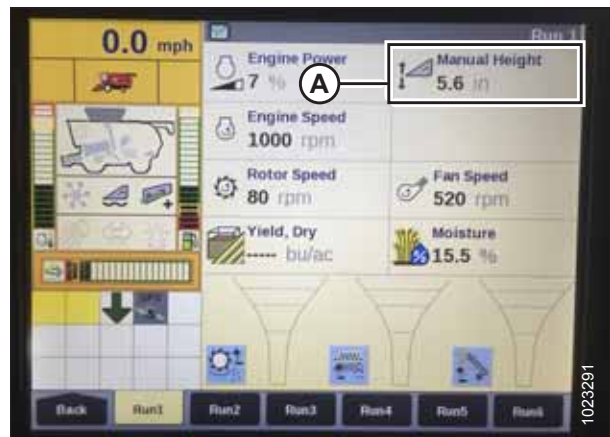 0.0 mph
Run 1
Engine Power
7 %
A
Manual Height
5.6 in
Engine Speed
1000 rpm
Rotor Speed
80 rpm
Fan Speed
520 rpm
Yield, Dry
----- bu/ac
Moisture
15.5 %
Back
Run1
Run2
Run3
Run4
Run5
Run6
1023291